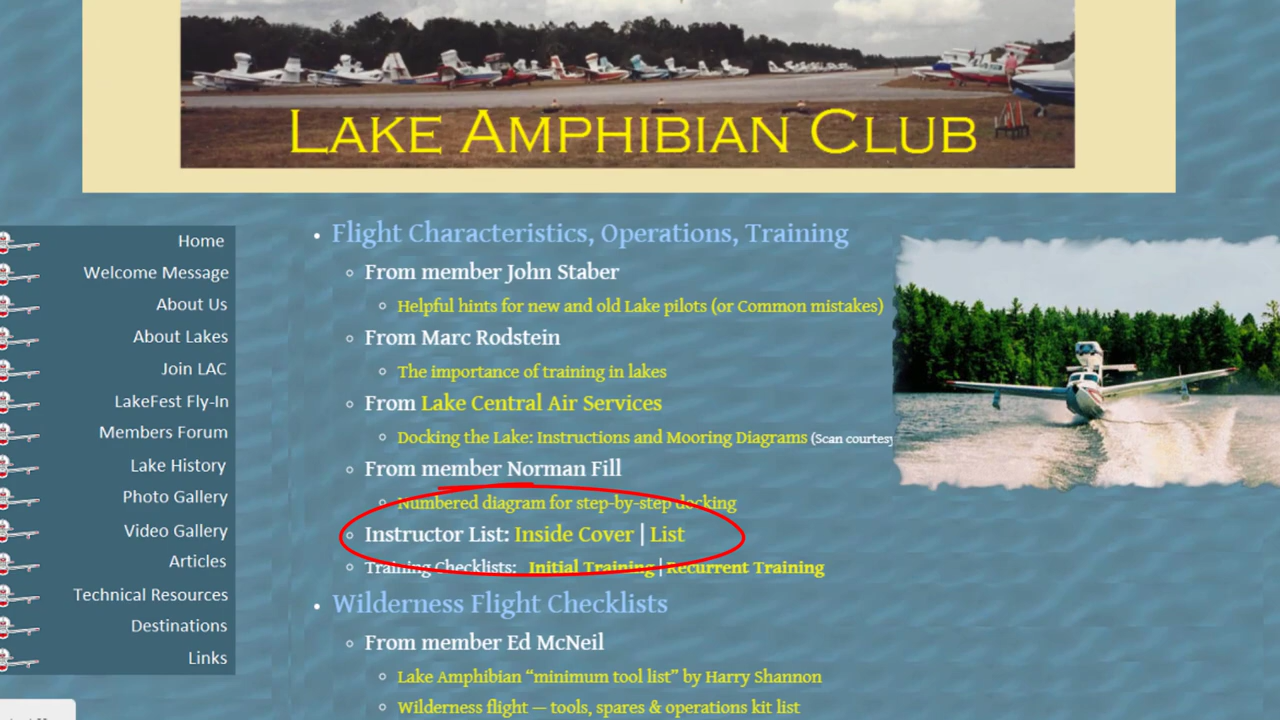 LAKE AMPHIBIAN CLUB
Home
Welcome Message
About Us
About Lakes
Join LAC
LakeFest Fly-In
Members Forum
Lake History
Photo Gallery
Video Gallery
Articles
Technical Resources
Destinations
Links
Flight Characteristics, Operations, Training
From member John Staber
Helpful hints for new and old Lake pilots (or Common mistakes)
From Marc Rodstein
The importance of training in lakes
From Lake Central Air Services
Docking the Lake: Instructions and Mooring Diagrams (Scan courtesy
From member Norman Fill
Numbered diagram for step-by-step docking
Instructor List: Inside Cover | List
Training Checklists: Initial Training | Recurrent Training
Wilderness Flight Checklists
From member Ed McNeil
Lake Amphibian “minimum tool list” by Harry Shannon
Wilderness flight — tools, spares & operations kit list